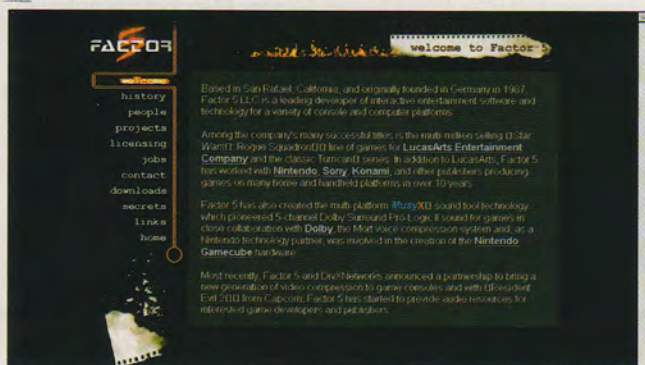 FACTOR 5
welcome to Factor 5
history
people
projects
licensing
jobs
contact
downloads
secrets
links
home
Based in San Rafael, California, and originally founded in Germany in 1987,
Factor 5 LLC is a leading developer of interactive entertainment software and
technology for a variety of console and computer platforms.
Among the company's many successful titles is the multi-million selling Star
Wars: Rogue Squadron line of games for LucasArts Entertainment
Company and the classic Turrican series. In addition to LucasArts, Factor 5
has worked with Nintendo, Sony, Konami, and other publishers producing
games on many home and handheld platforms in over 10 years.
Factor 5 has also created the multi-platform MusyX sound tool technology
which pioneered 5-channel Dolby Surround Pro-Logic II sound for games in
close collaboration with Dolby, the Mort voice compression system and, as a
Nintendo technology partner, was involved in the creation of the Nintendo
Gamecube hardware.
Most recently, Factor 5 and DivXNetworks announced a partnership to bring a
new generation of video compression to game consoles and with Resident
Evil 2 from Capcom, Factor 5 has started to provide audio resources for
interested game developers and publishers.